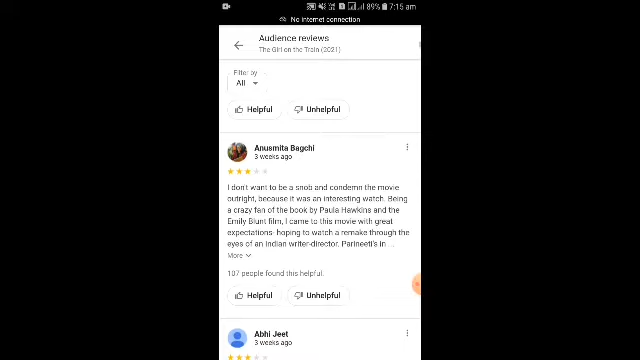 89% 7:15 am
No internet connection
Audience reviews
The Girl on the Train (2021)
Filter by
All
Helpful Unhelpful
Anusmita Bagchi
3 weeks ago
I don't want to be a snob and condemn the movie
outright, because it was an interesting watch. Being
a crazy fan of the book by Paula Hawkins and the
Emily Blunt film, I came to this movie with great
expectations- hoping to watch a remake through the
eyes of an Indian writer-director. Parineeti's in ...
More
107 people found this helpful.
Helpful Unhelpful
Abhi Jeet
3 weeks ago